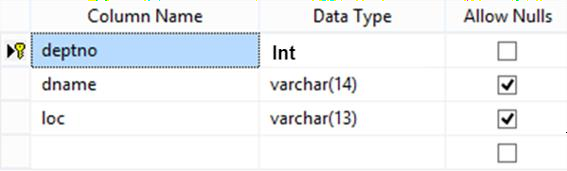 Column Name Data Type Allow Nulls
deptno Int
dname varchar(14)
loc varchar(13)